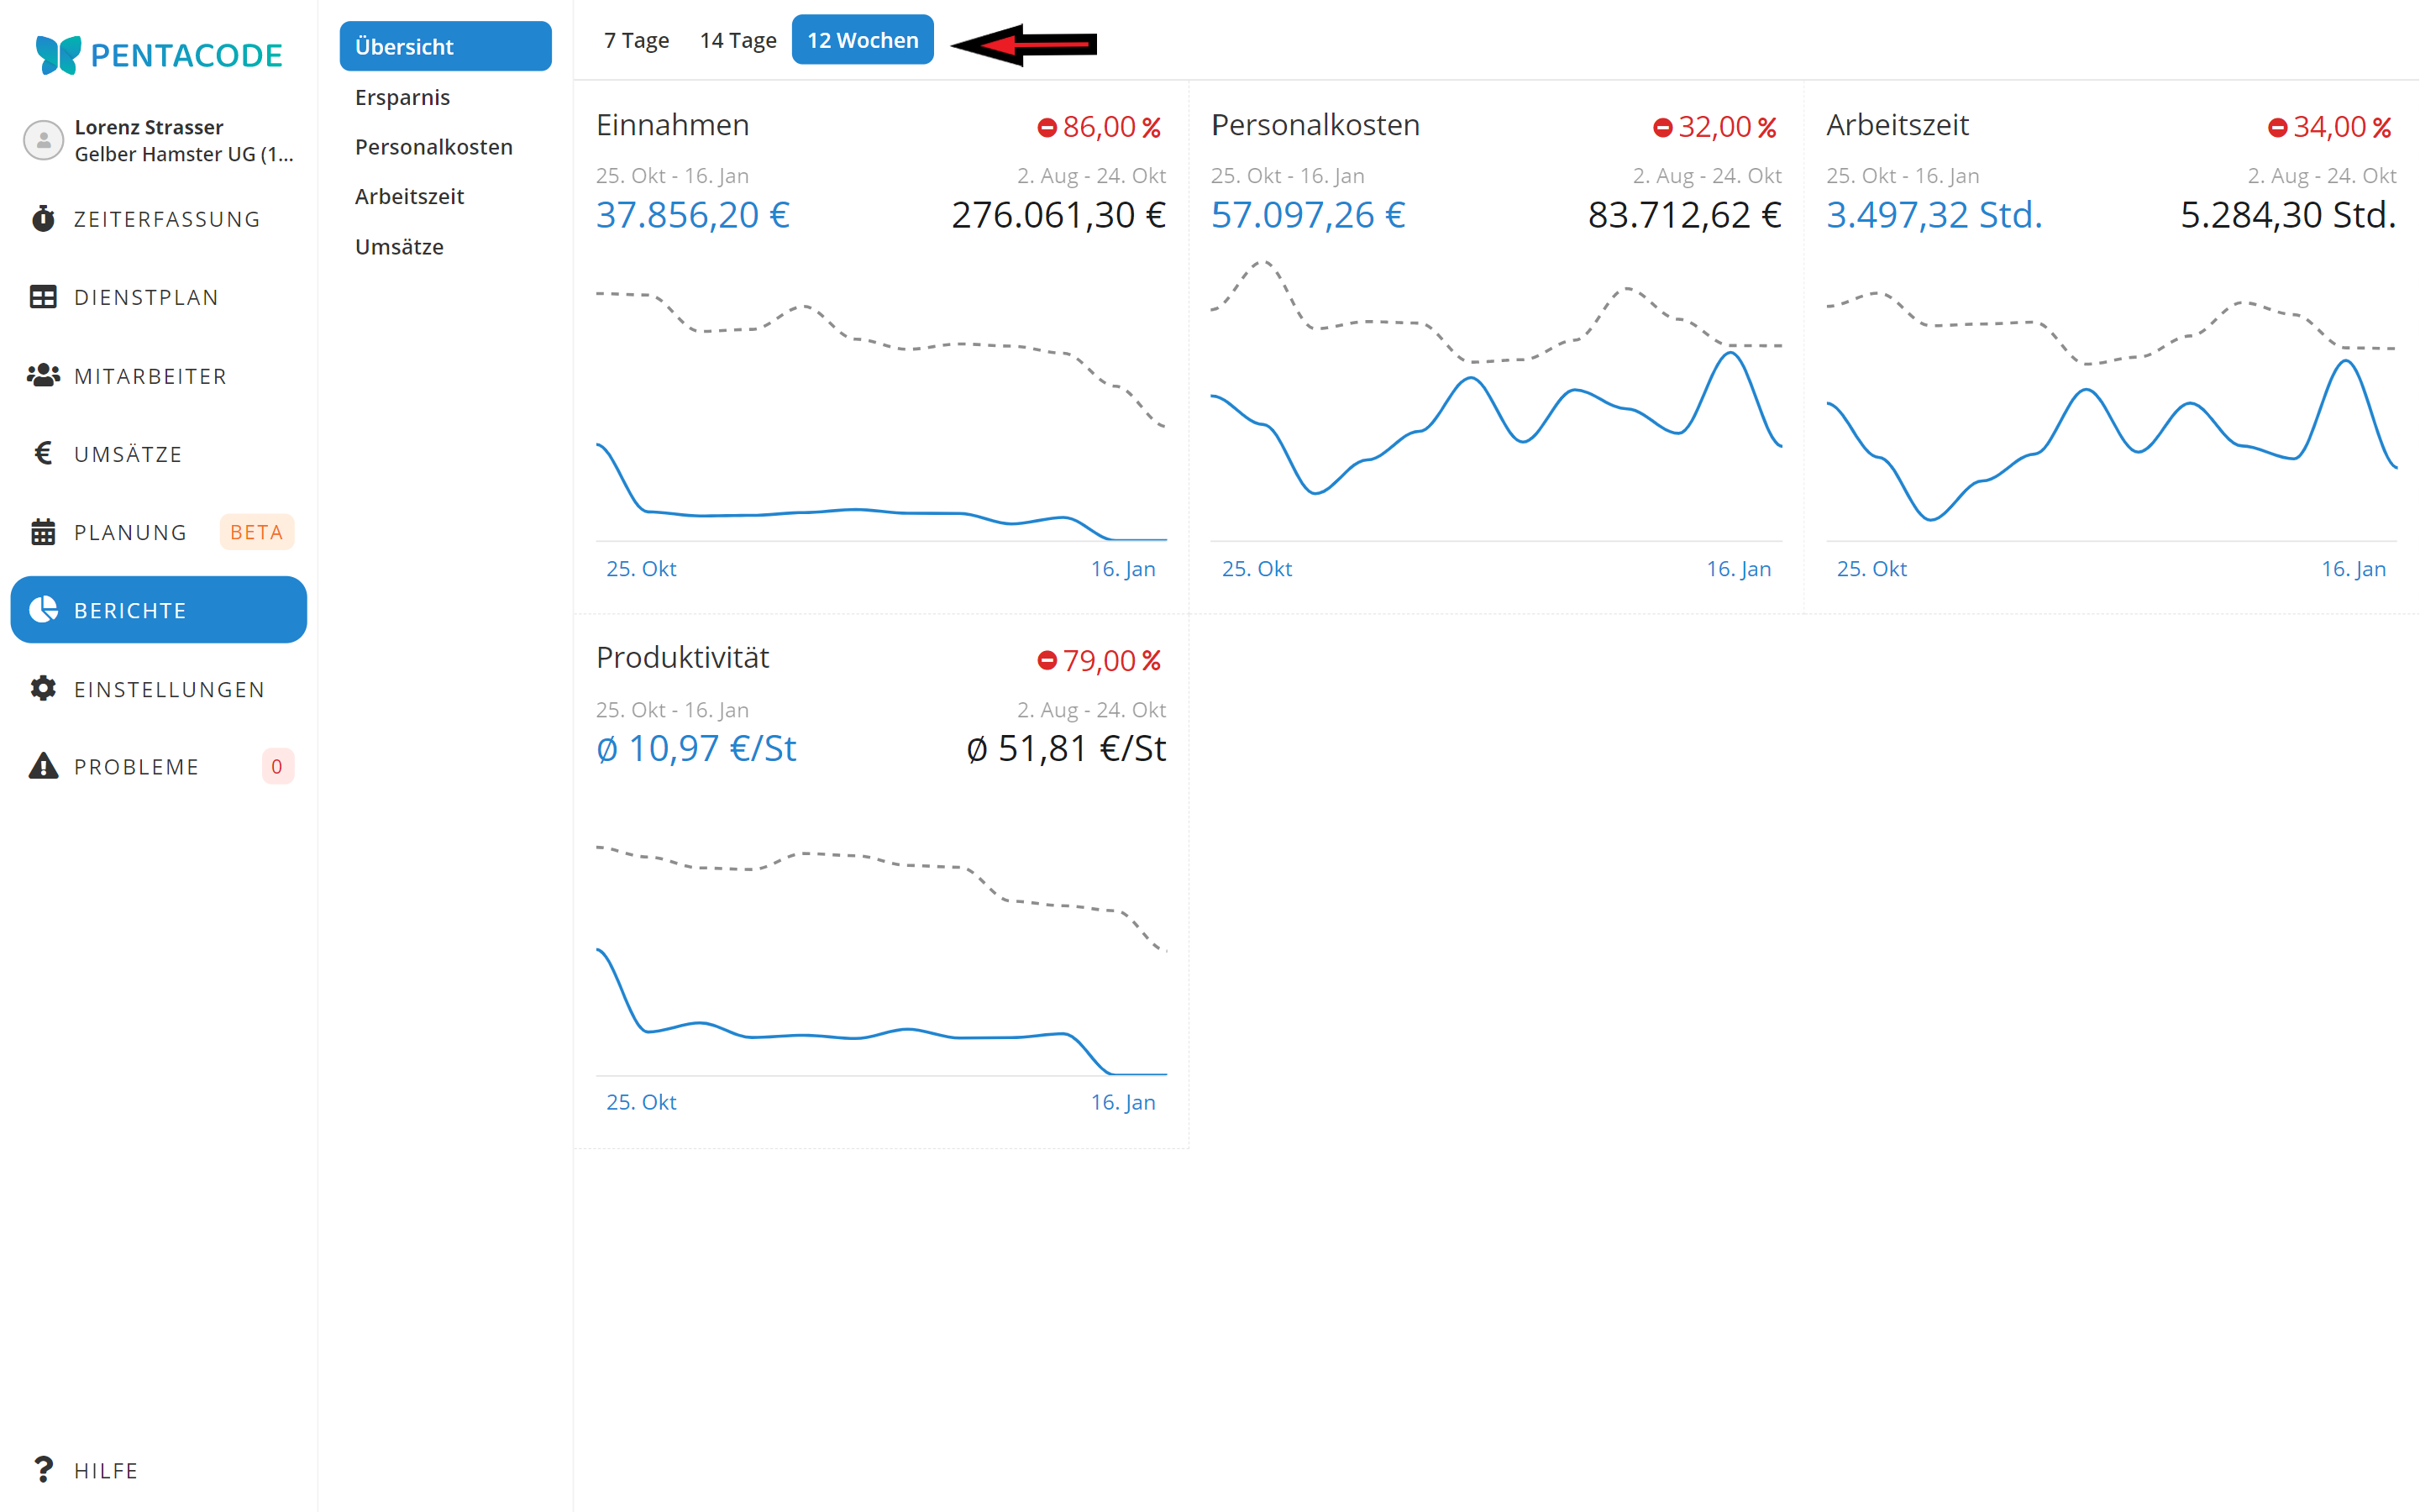 PENTACODE
Lorenz Strasser
Gelber Hamster UG (1...
ZEITERFASSUNG
DIENSTPLAN
MITARBEITER
UMSÄTZE
PLANUNG BETA
BERICHTE
EINSTELLUNGEN
PROBLEME 0
HILFE
Übersicht
Ersparnis
Personalkosten
Arbeitszeit
Umsätze
7 Tage 14 Tage 12 Wochen
Einnahmen 86,00 %
25. Okt - 16. Jan 2. Aug - 24. Okt
37.856,20 € 276.061,30 €
25. Okt 16. Jan
Personalkosten 32,00 %
25. Okt - 16. Jan 2. Aug - 24. Okt
57.097,26 € 83.712,62 €
25. Okt 16. Jan
Arbeitszeit 34,00 %
25. Okt - 16. Jan 2. Aug - 24. Okt
3.497,32 Std. 5.284,30 Std.
25. Okt 16. Jan
Produktivität 79,00 %
25. Okt - 16. Jan 2. Aug - 24. Okt
ø 10,97 €/St ø 51,81 €/St
25. Okt 16. Jan